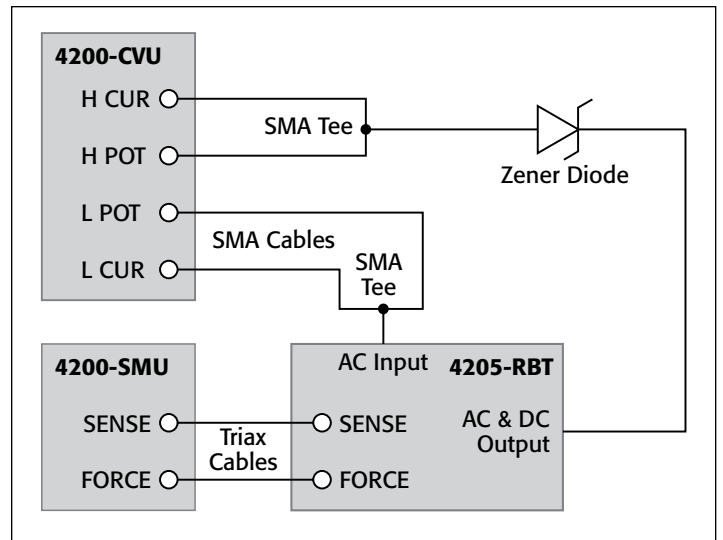 4200-CVU
H CUR
SMA Tee
H POT
Zener Diode
L POT
SMA Cables
L CUR
SMA
Tee
4200-SMU
AC Input
4205-RBT
SENSE
SENSE
AC & DC
Output
Triax
Cables
FORCE
FORCE